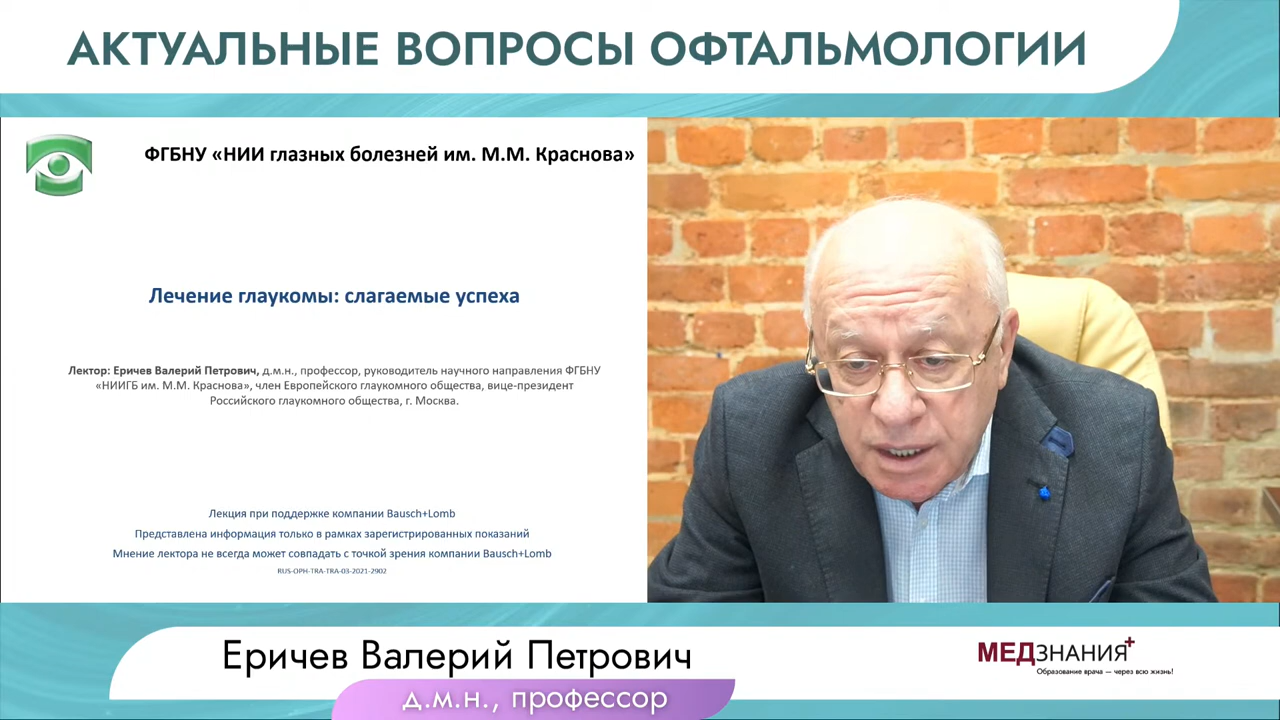 АКТУАЛЬНЫЕ ВОПРОСЫ ОФТАЛЬМОЛОГИИ
ФГБНУ «НИИ глазных болезней им. М.М. Краснова»
Лечение глаукомы: слагаемые успеха
Лектор: Еричев Валерий Петрович, д.м.н., профессор, руководитель научного направления ФГБНУ
«НИИГБ им. М.М. Краснова», член Европейского глаукомного общества, вице-президент
Российского глаукомного общества, г. Москва.
Лекция при поддержке компании Bausch+Lomb
Представлена информация только в рамках зарегистрированных показаний
Мнение лектора не всегда может совпадать с точкой зрения компании Bausch+Lomb
RUS-OPH-TRA-TRA-03-2021-2902
Еричев Валерий Петрович
д.м.н., профессор
МЕДЗНАНИЯ+
Образование врача — через всю жизнь!